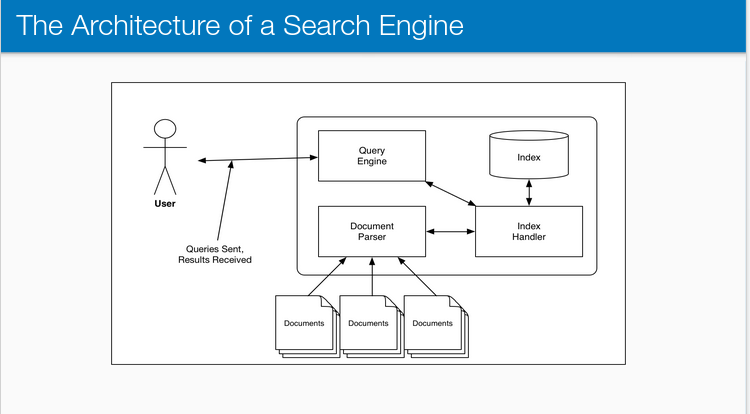 The Architecture of a Search Engine
Query
Engine
Index
User
Document
Parser
Index
Handler
Queries Sent,
Results Received
Documents
Documents
Documents